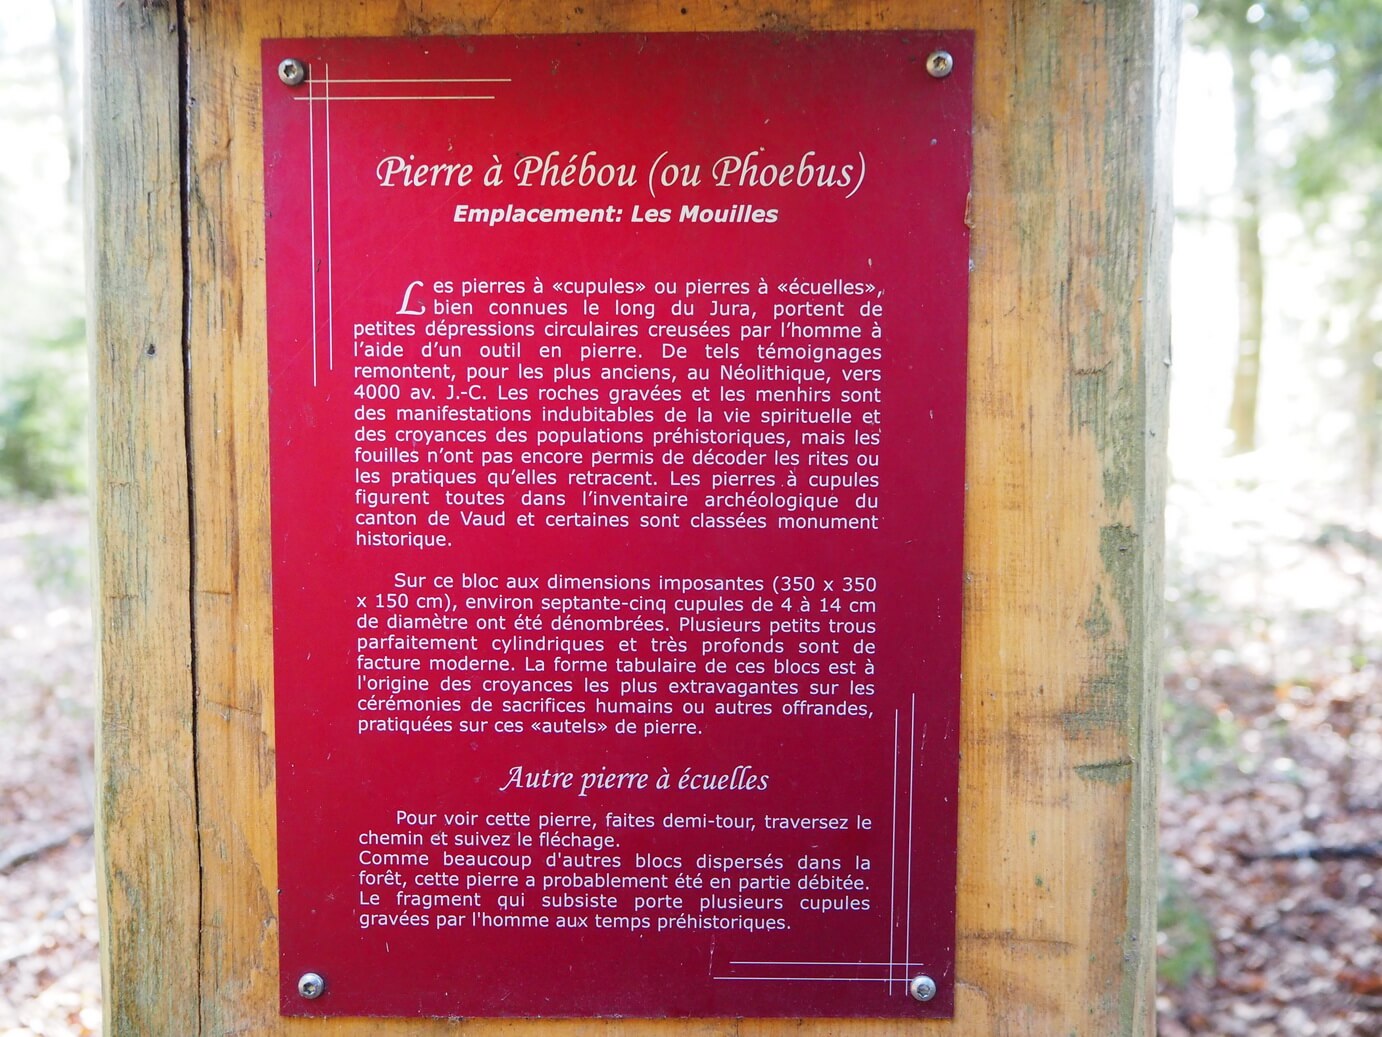 Pierre à Phébou (ou Phoebus)
Emplacement: Les Mouilles
Les pierres à «cupules» ou pierres à «écuelles»,
bien connues le long du Jura, portent de
petites dépressions circulaires creusées par l’homme à
l’aide d’un outil en pierre. De tels témoignages
remontent, pour les plus anciens, au Néolithique, vers
4000 av. J.-C. Les roches gravées et les menhirs sont
des manifestations indubitables de la vie spirituelle et
des croyances des populations préhistoriques, mais les
fouilles n’ont pas encore permis de décoder les rites ou
les pratiques qu’elles retracent. Les pierres à cupules
figurent toutes dans l’inventaire archéologique du
canton de Vaud et certaines sont classées monument
historique.
Sur ce bloc aux dimensions imposantes (350 x 350
x 150 cm), environ septante-cinq cupules de 4 à 14 cm
de diamètre ont été dénombrées. Plusieurs petits trous
parfaitement cylindriques et très profonds sont de
facture moderne. La forme tabulaire de ces blocs est à
l'origine des croyances les plus extravagantes sur les
cérémonies de sacrifices humains ou autres offrandes,
pratiquées sur ces «autels» de pierre.
Autre pierre à écuelles
Pour voir cette pierre, faites demi-tour, traversez le
chemin et suivez le fléchage.
Comme beaucoup d'autres blocs dispersés dans la
forêt, cette pierre a probablement été en partie débitée.
Le fragment qui subsiste porte plusieurs cupules
gravées par l'homme aux temps préhistoriques.